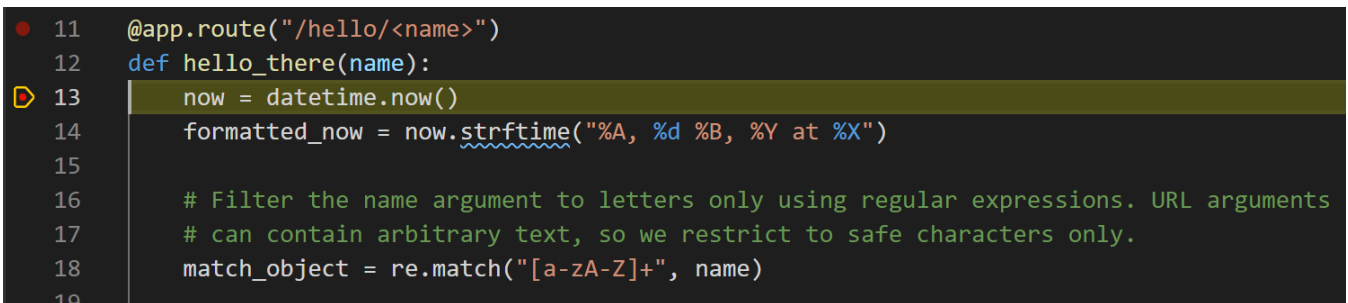 11 @app.route("/hello/<name>")
12 def hello_there(name):
13 now = datetime.now()
14 formatted_now = now.strftime("%A, %d %B, %Y at %X")
15
16 # Filter the name argument to letters only using regular expressions. URL arguments
17 # can contain arbitrary text, so we restrict to safe characters only.
18 match_object = re.match("[a-zA-Z]+", name)
19